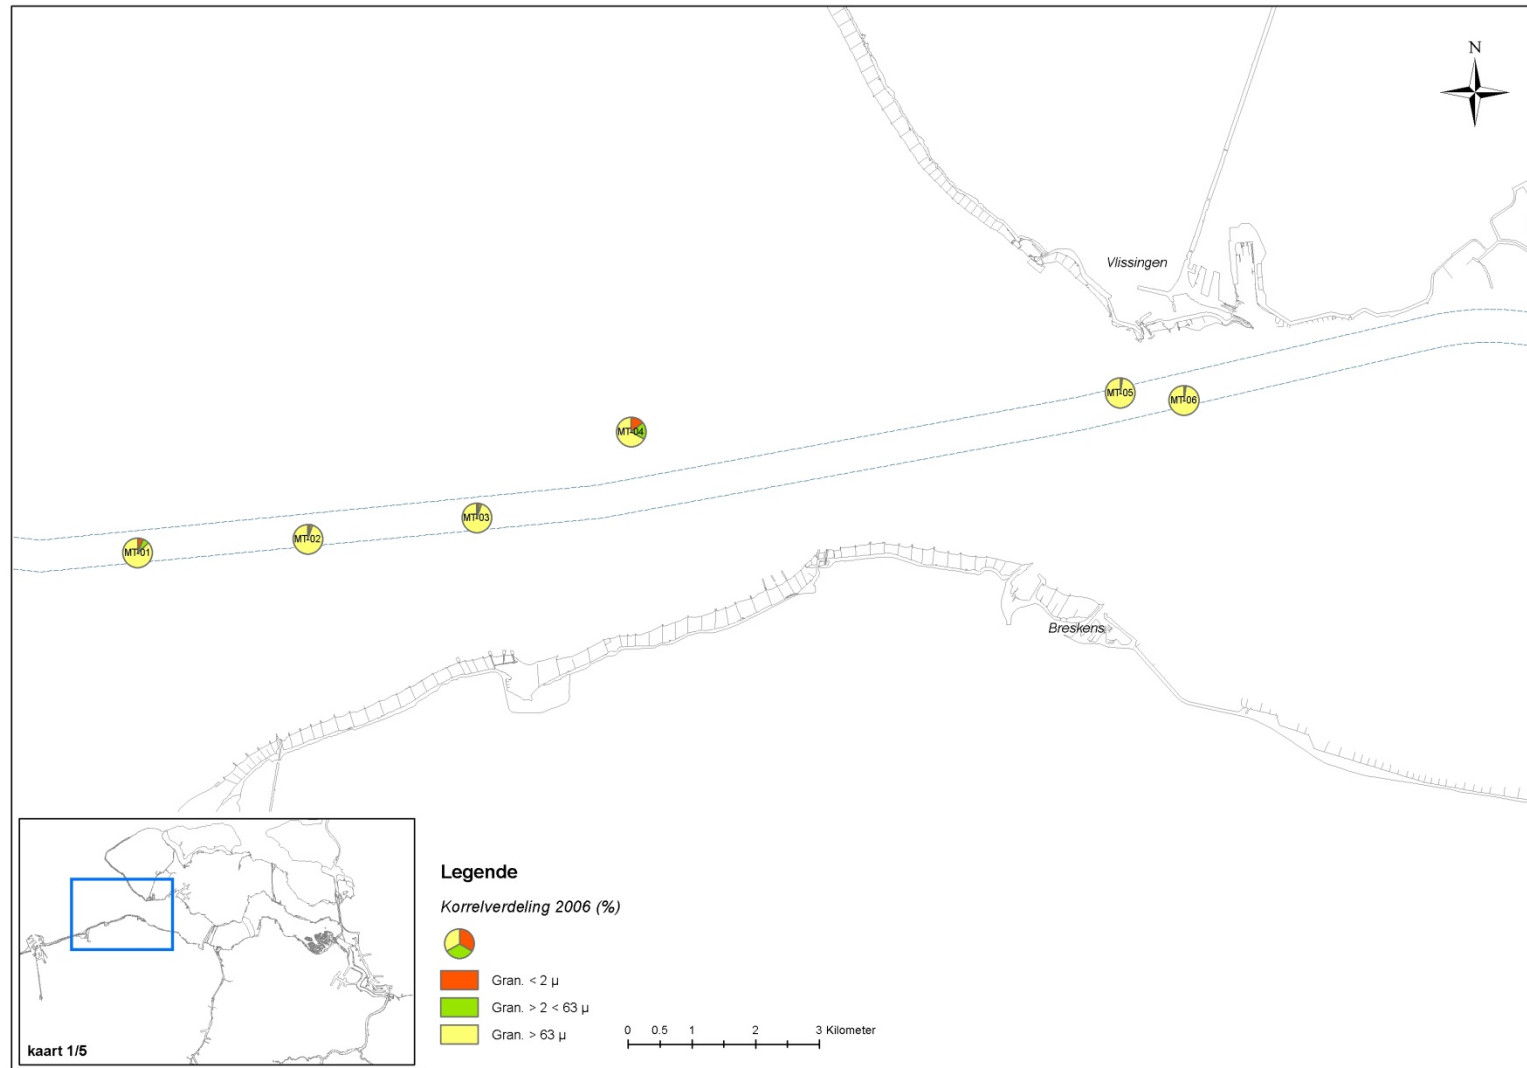 N
Vlissingen
MT-05
MT-06
MT-04
MT-03
MT-02
MT-01
Breskens
Legende
Korrelverdeling 2006 (%)
Gran. < 2 µ
Gran. > 2 < 63 µ
Gran. > 63 µ
0 0.5 1 2 3 Kilometer
kaart 1/5